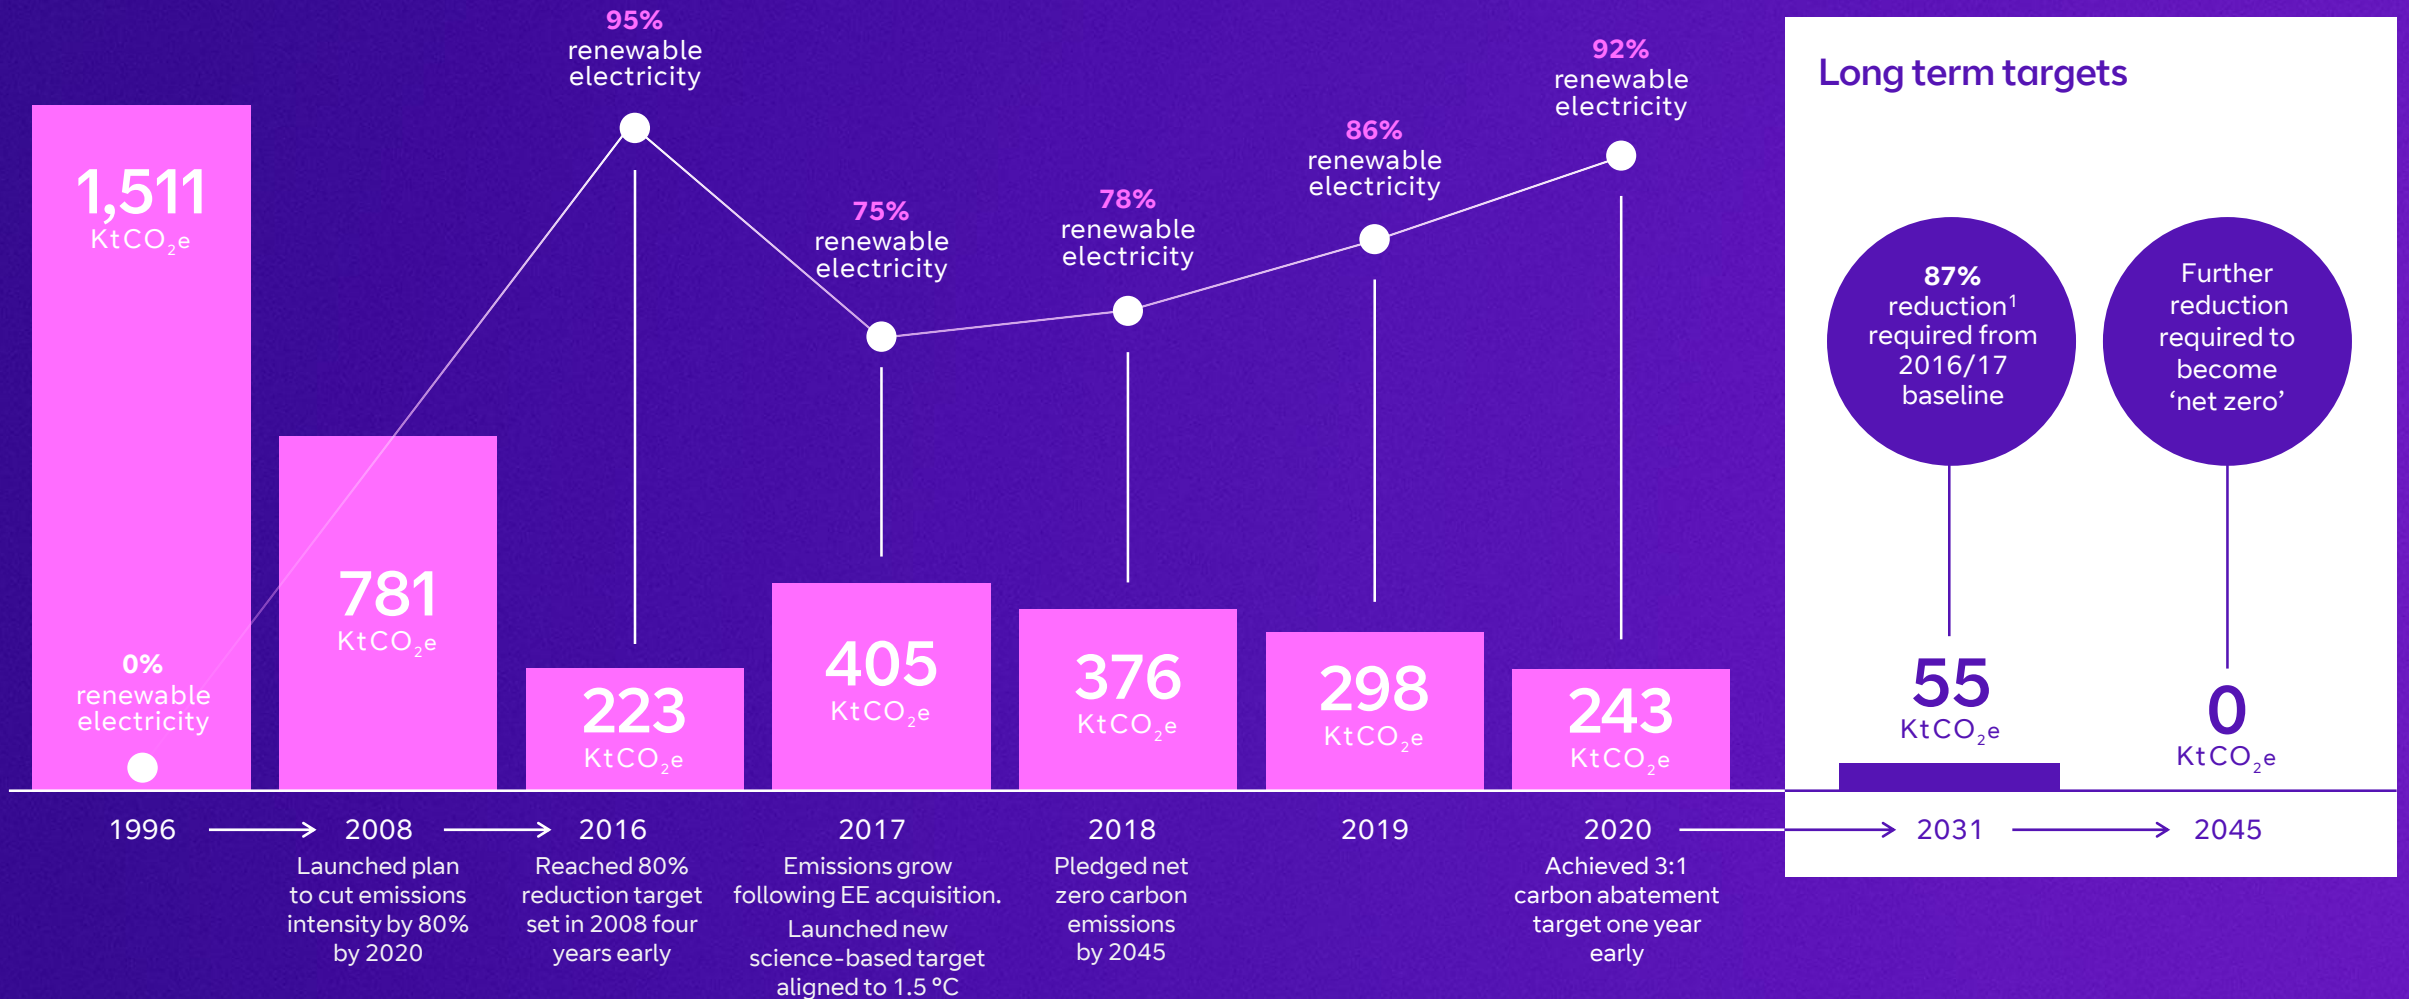 95%
renewable
electricity
92%
renewable
electricity
Long term targets
86%
renewable
electricity
1,511
KtCO₂e
75%
renewable
electricity
78%
renewable
electricity
87%
reduction¹
required from
2016/17
baseline
Further
reduction
required to
become
‘net zero’
781
KtCO₂e
0%
renewable
electricity
223
KtCO₂e
405
KtCO₂e
376
KtCO₂e
298
KtCO₂e
243
KtCO₂e
55
KtCO₂e
0
KtCO₂e
1996
2008
Launched plan
to cut emissions
intensity by 80%
by 2020
2016
Reached 80%
reduction target
set in 2008 four
years early
2017
Emissions grow
following EE acquisition.
Launched new
science-based target
aligned to 1.5 °C
2018
Pledged net
zero carbon
emissions
by 2045
2019
2020
Achieved 3:1
carbon abatement
target one year
early
2031
2045